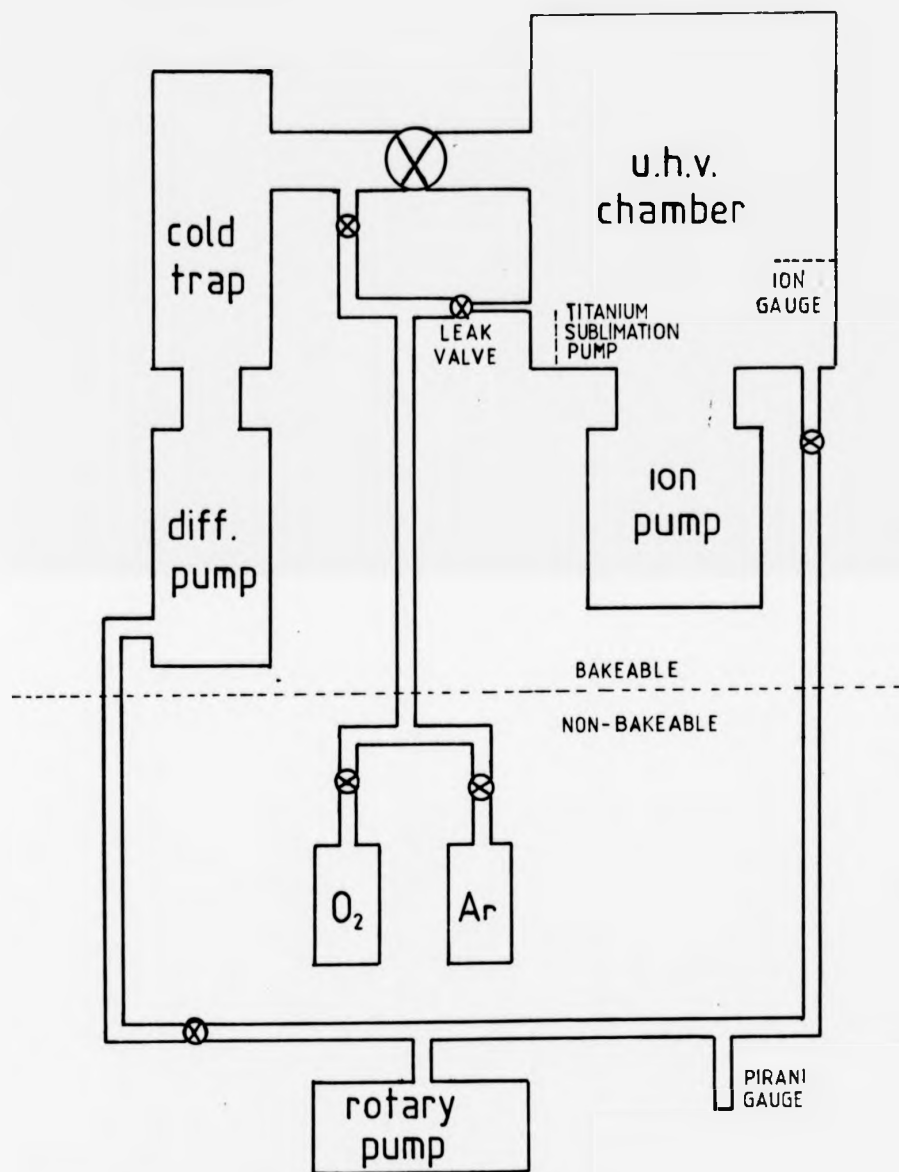 u.h.v.
chamber
cold
trap
ION
GAUGE
TITANIUM
SUBLIMATION
PUMP
LEAK
VALVE
ION
pump
diff.
pump
BAKEABLE
NON-BAKEABLE
O₂
Ar
PIRANI
GAUGE
rotary
pump